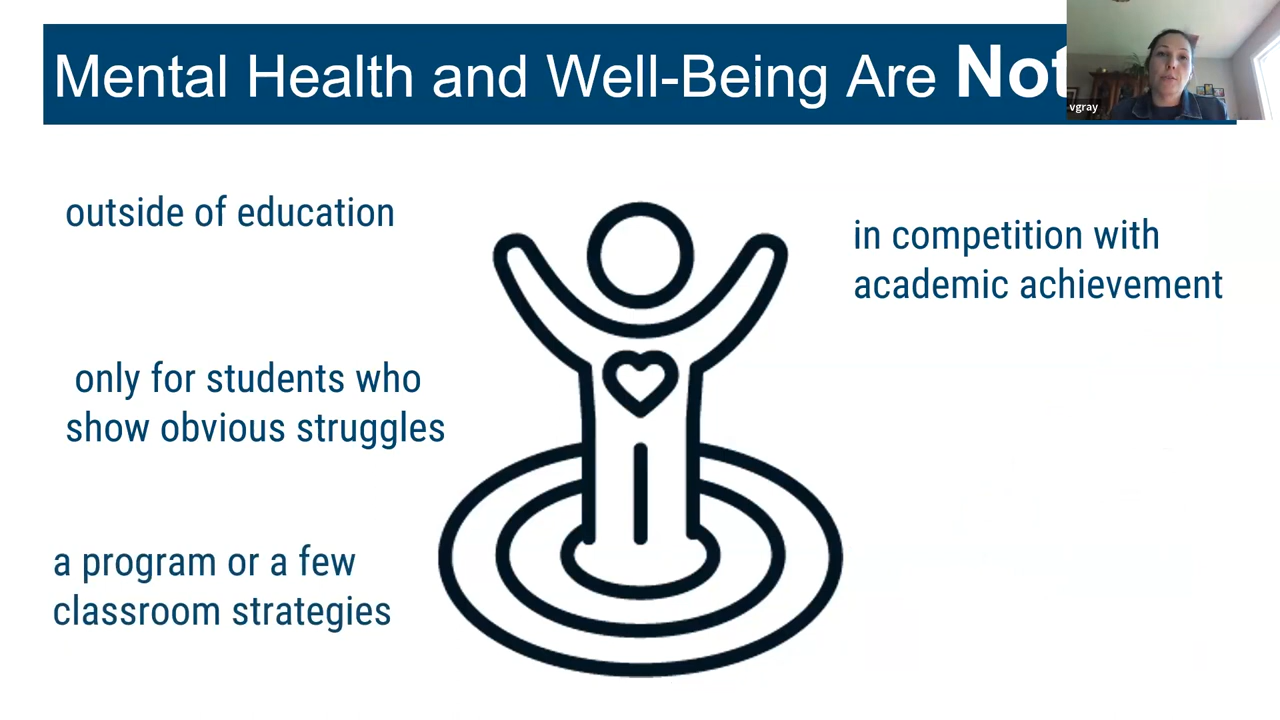 Mental Health and Well-Being Are Not
vgray
outside of education
in competition with
academic achievement
only for students who
show obvious struggles
a program or a few
classroom strategies